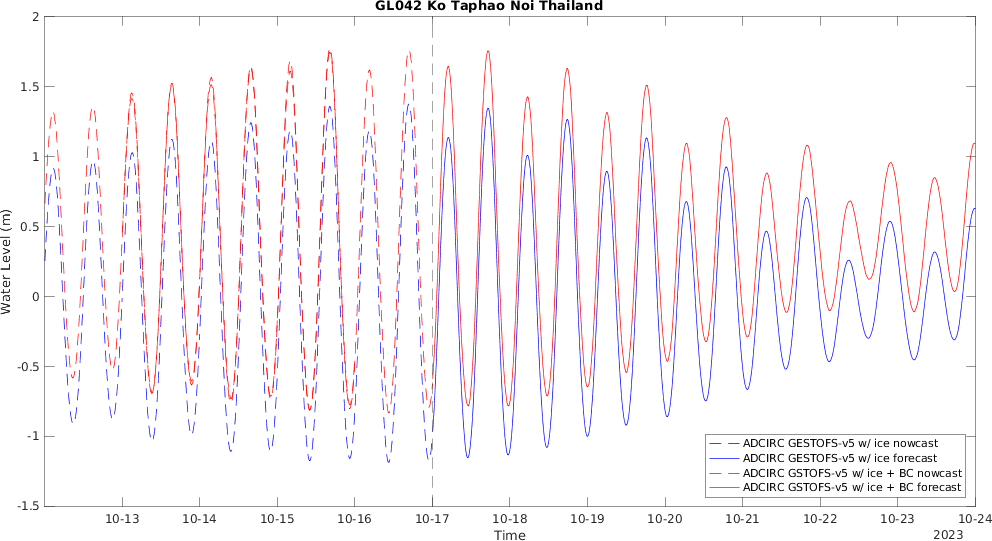 GL042 Ko Taphao Noi Thailand
2
1.5
1
0.5
0
-0.5
-1
-1.5
Water Level (m)
ADCIRC GESTOFS-v5 w/ ice nowcast
ADCIRC GESTOFS-v5 w/ ice forecast
ADCIRC GSTOFS-v5 w/ ice + BC nowcast
ADCIRC GSTOFS-v5 w/ ice + BC forecast
10-13 10-14 10-15 10-16 10-17 10-18 10-19 10-20 10-21 10-22 10-23 10-24
Time
2023